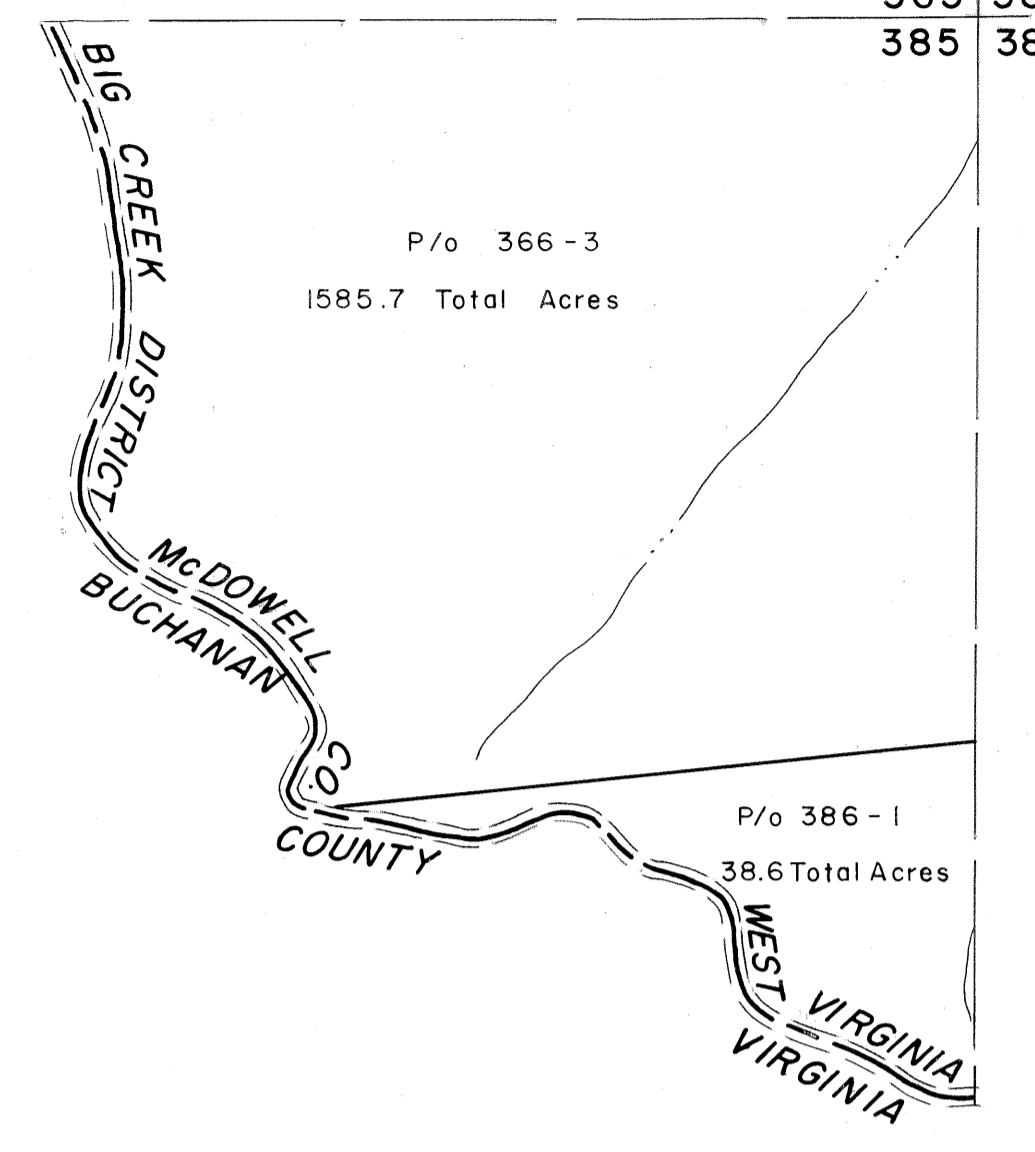 385
BIG CREEK DISTRICT
P/o 366-3
1585.7 Total Acres
McDOWELL CO.
BUCHANAN COUNTY
P/o 386-1
38.6 Total Acres
WEST VIRGINIA
VIRGINIA